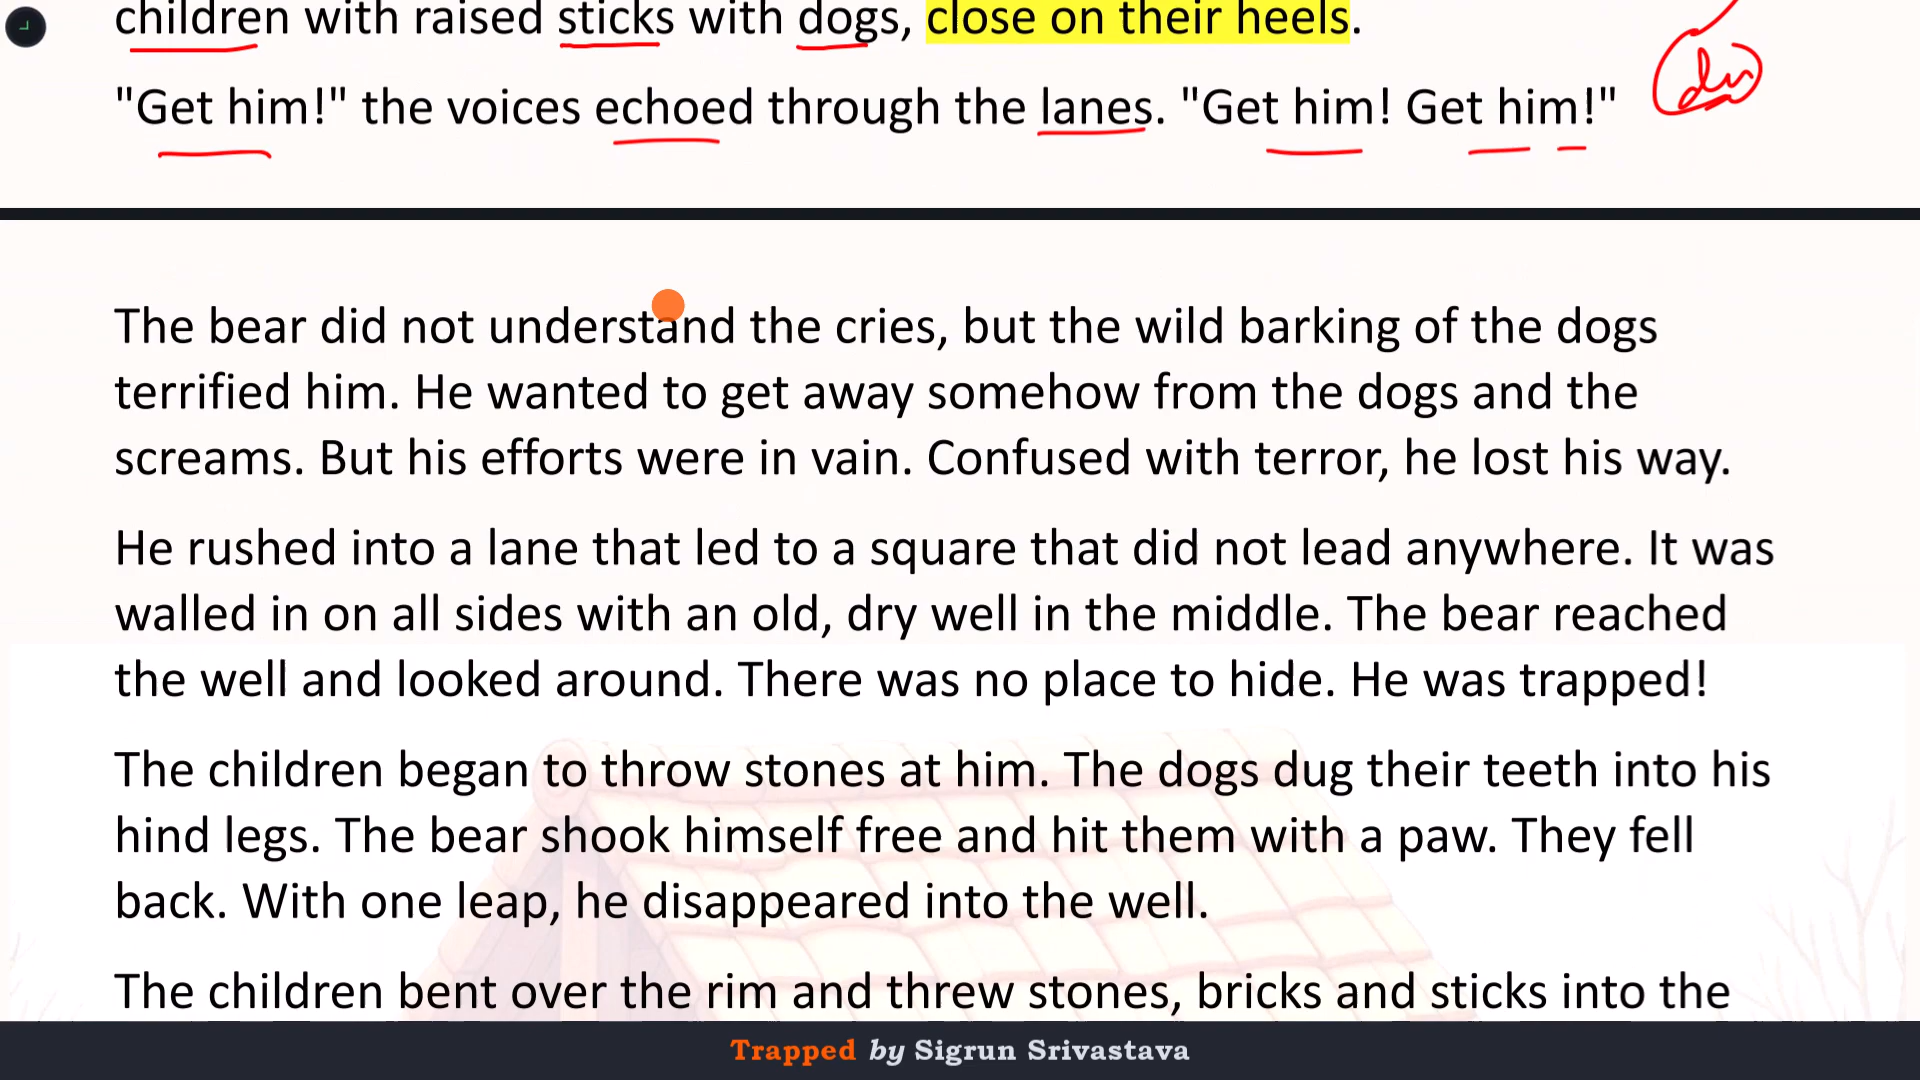 children with raised sticks with dogs, close on their heels.
"Get him!" the voices echoed through the lanes. "Get him! Get him!"
The bear did not understand the cries, but the wild barking of the dogs
terrified him. He wanted to get away somehow from the dogs and the
screams. But his efforts were in vain. Confused with terror, he lost his way.
He rushed into a lane that led to a square that did not lead anywhere. It was
walled in on all sides with an old, dry well in the middle. The bear reached
the well and looked around. There was no place to hide. He was trapped!
The children began to throw stones at him. The dogs dug their teeth into his
hind legs. The bear shook himself free and hit them with a paw. They fell
back. With one leap, he disappeared into the well.
The children bent over the rim and threw stones, bricks and sticks into the
Trapped by Sigrun Srivastava